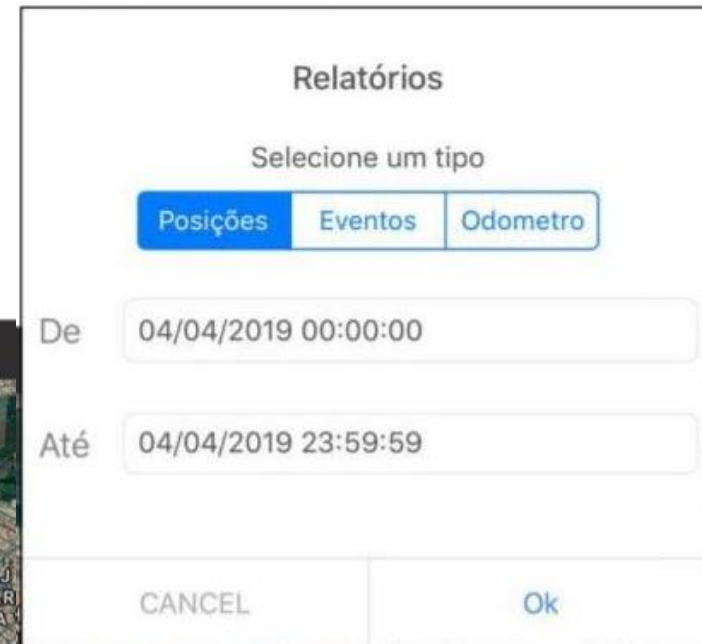 Relatórios
Selecione um tipo
Posições Eventos Odometro
De 04/04/2019 00:00:00
Até 04/04/2019 23:59:59
CANCEL Ok